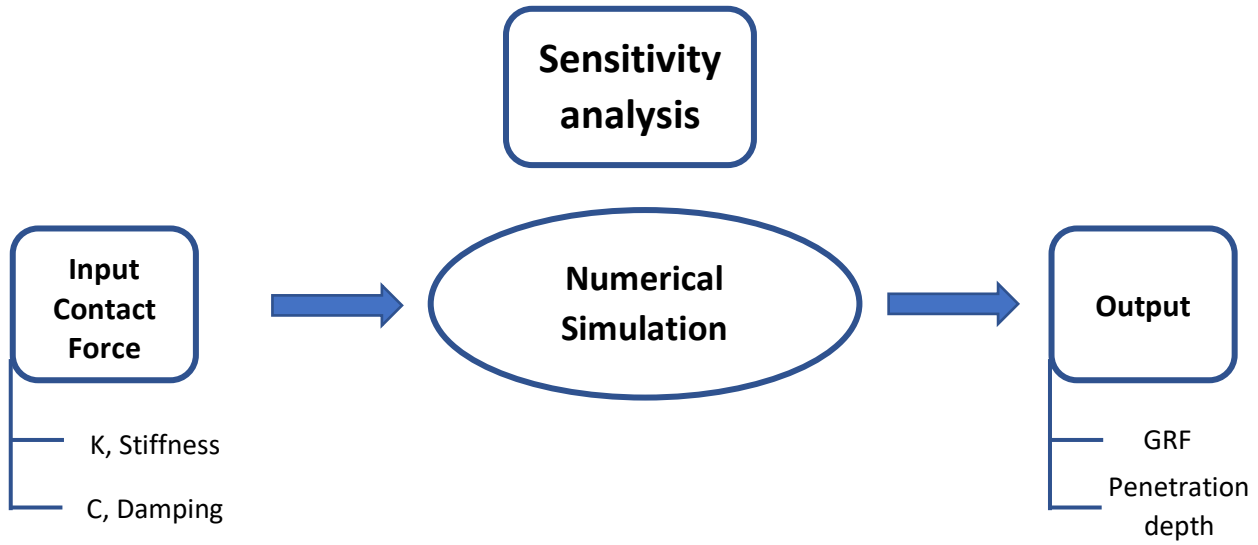 Sensitivity
analysis
Input
Contact
Force
Numerical
Simulation
Output
K, Stiffness
C, Damping
GRF
Penetration
depth